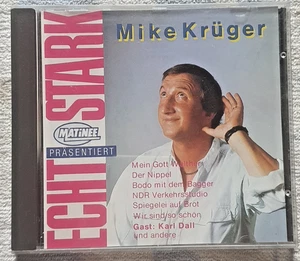 Mike Krüger
ECHT STARK
MATINÉE
PRÄSENTIERT
Mein Gott Walther
Der Nippel
Bodo mit dem Bagger
NDR Verkehrsstudio
Spiegelei auf Brot
Wir sind so schön
Gast: Karl Dall
und andere